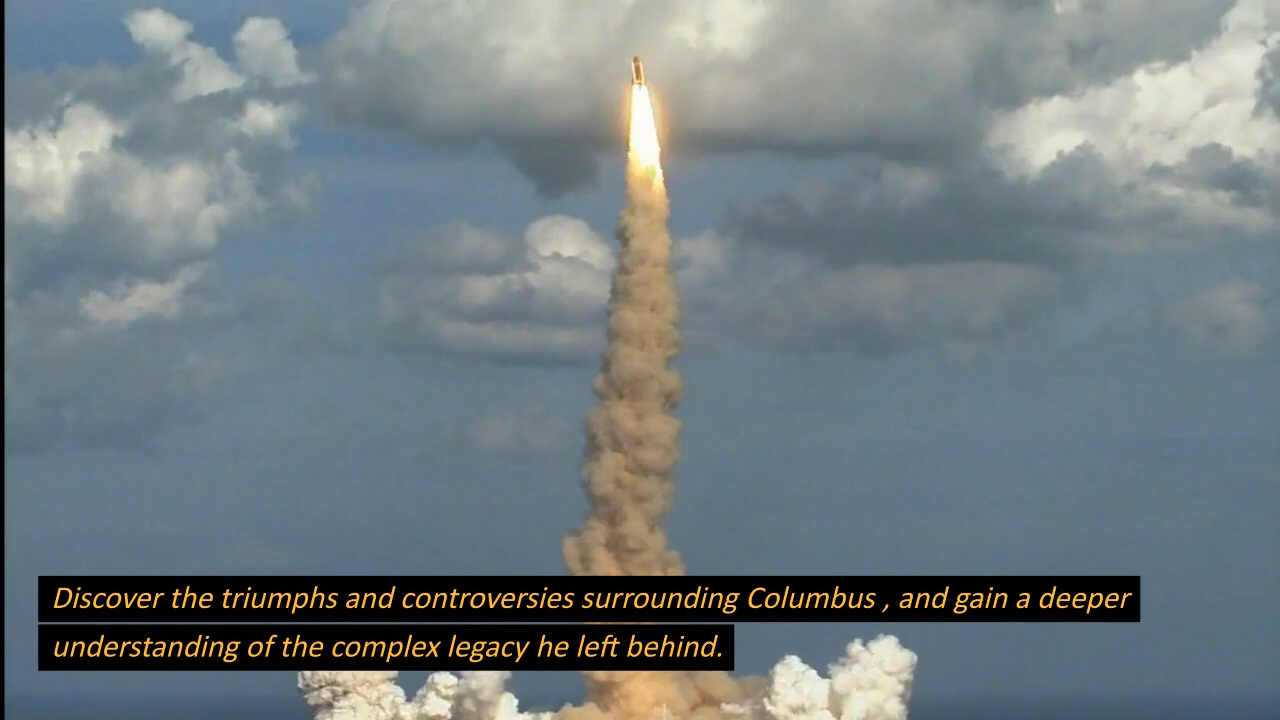 Discover the triumphs and controversies surrounding Columbus , and gain a deeper
understanding of the complex legacy he left behind.